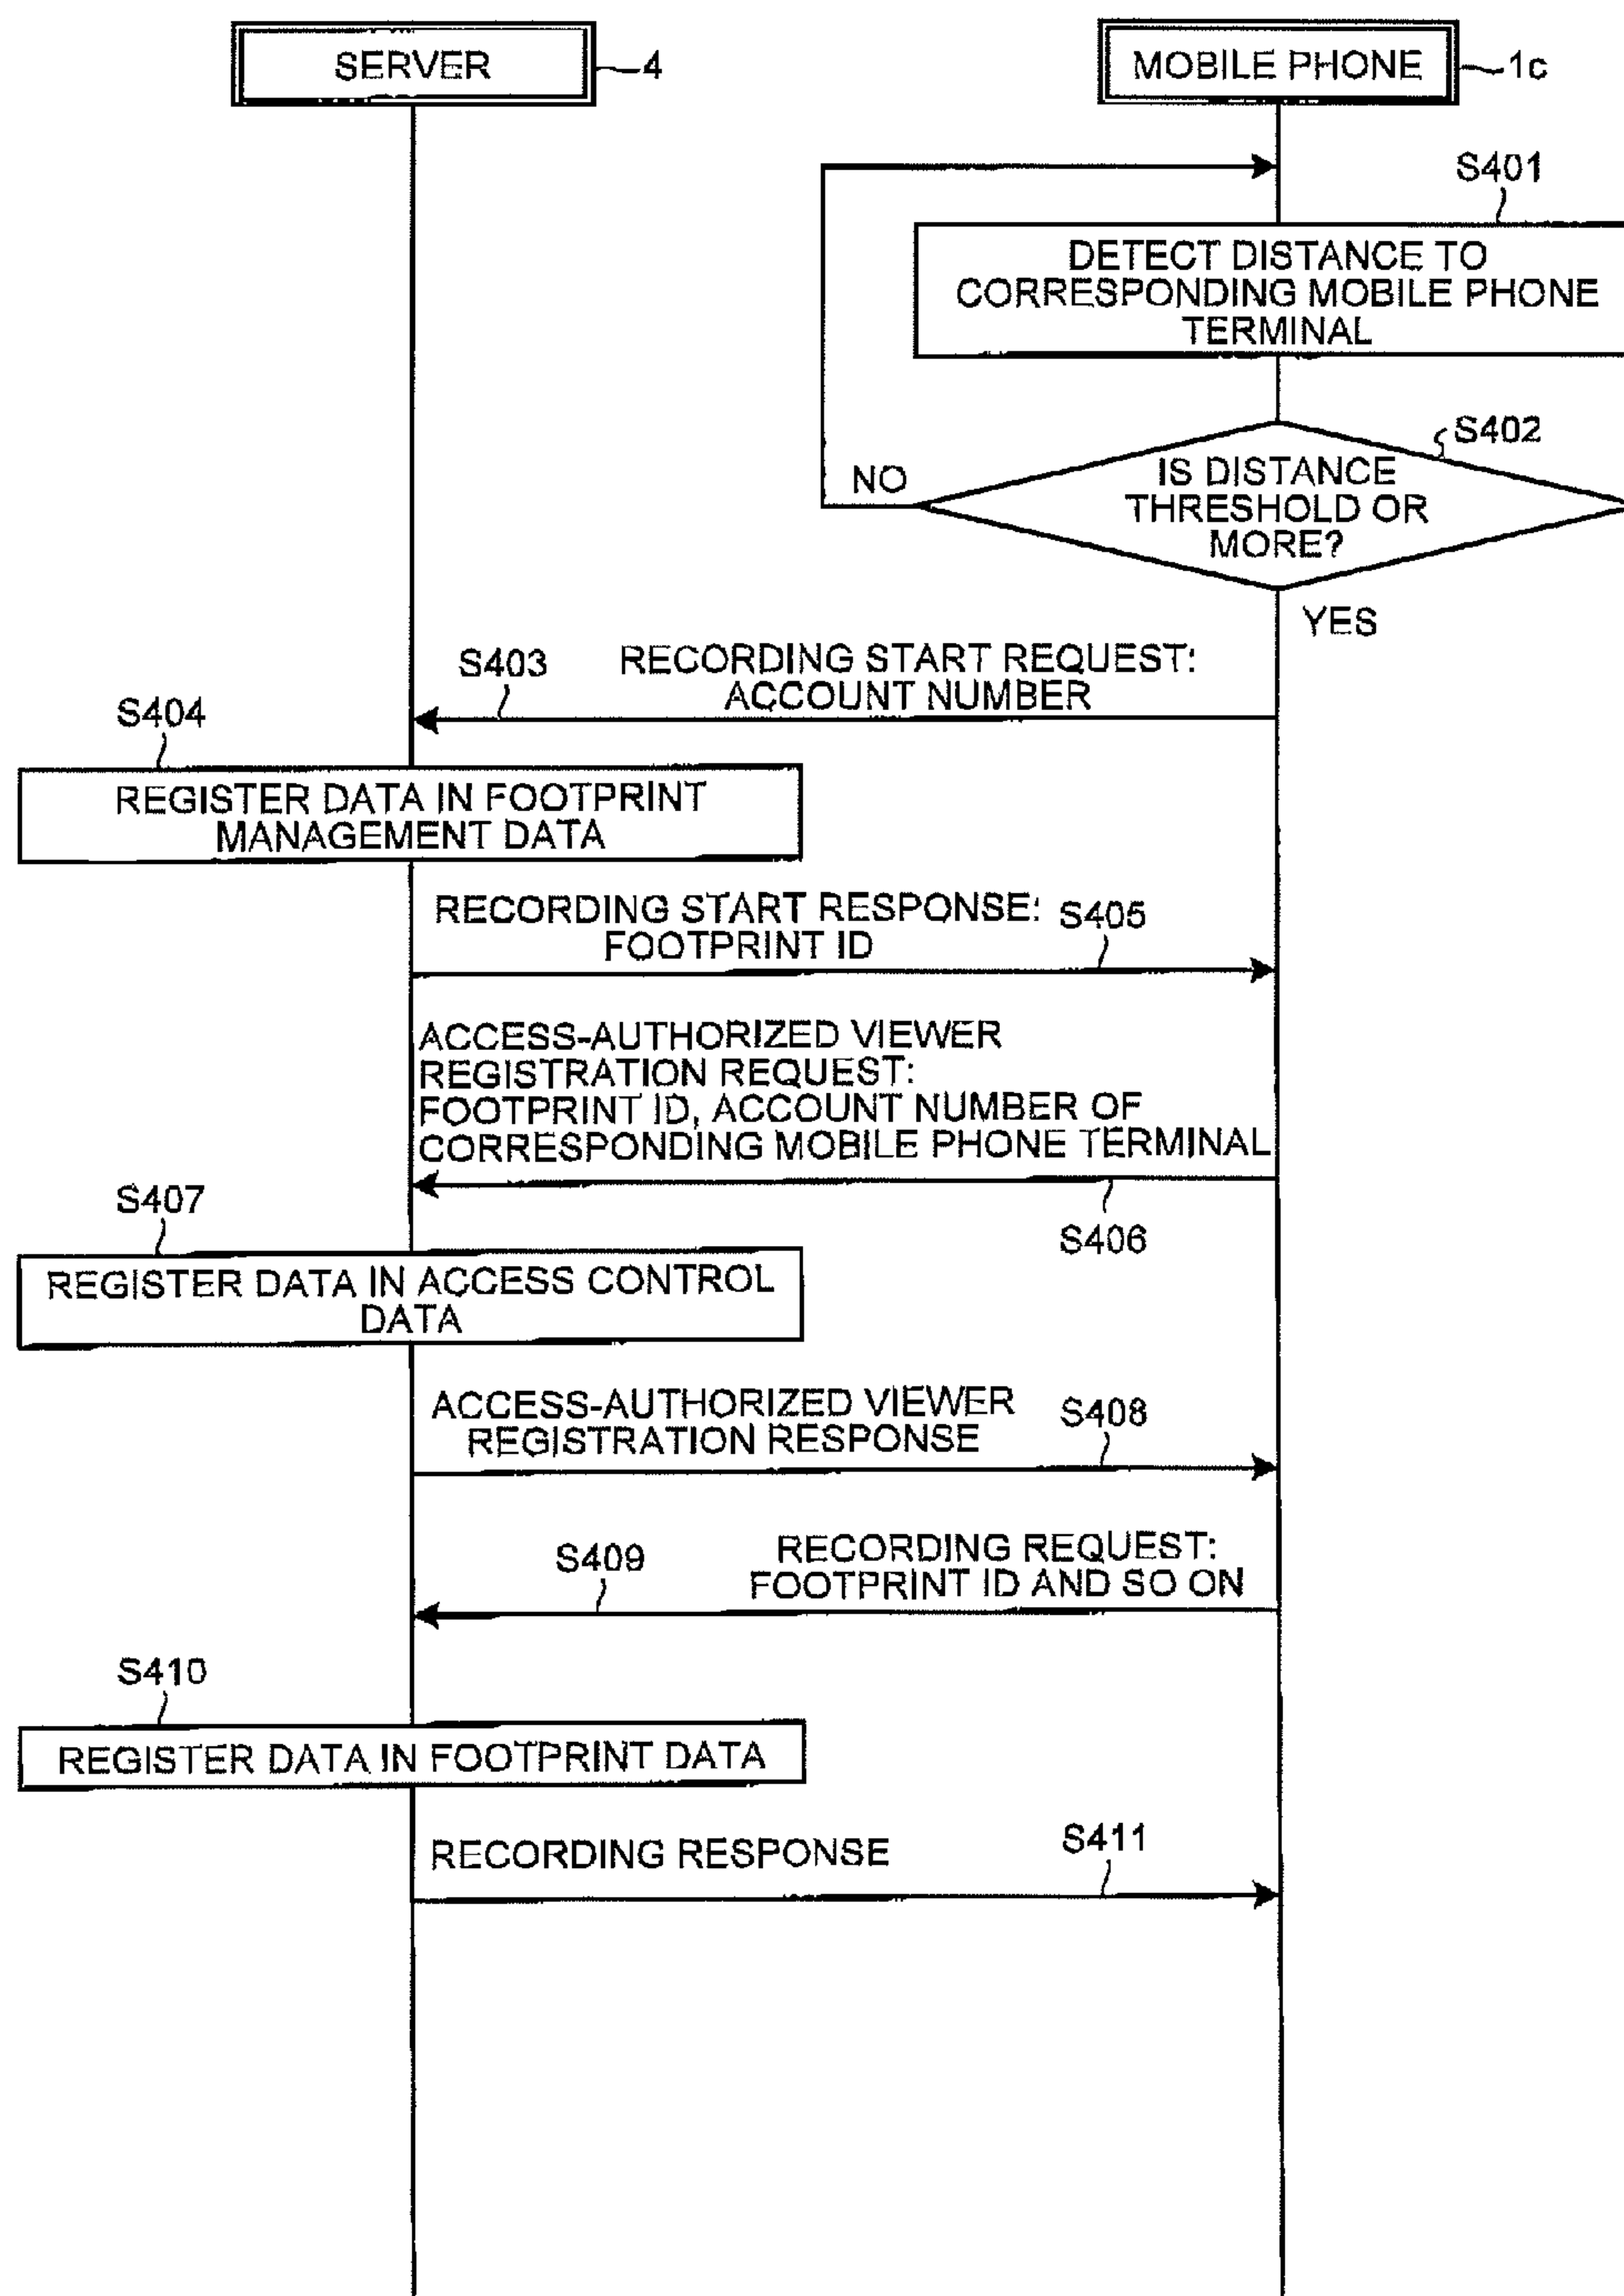 SERVER
4
MOBILE PHONE
1c
S401
DETECT DISTANCE TO
CORRESPONDING MOBILE PHONE
TERMINAL
S402
IS DISTANCE
THRESHOLD OR
MORE?
NO
YES
S403
RECORDING START REQUEST:
ACCOUNT NUMBER
S404
REGISTER DATA IN FOOTPRINT
MANAGEMENT DATA
RECORDING START RESPONSE:
FOOTPRINT ID
S405
ACCESS-AUTHORIZED VIEWER
REGISTRATION REQUEST:
FOOTPRINT ID, ACCOUNT NUMBER OF
CORRESPONDING MOBILE PHONE TERMINAL
S406
S407
REGISTER DATA IN ACCESS CONTROL
DATA
ACCESS-AUTHORIZED VIEWER
REGISTRATION RESPONSE
S408
S409
RECORDING REQUEST:
FOOTPRINT ID AND SO ON
S410
REGISTER DATA IN FOOTPRINT DATA
RECORDING RESPONSE
S411